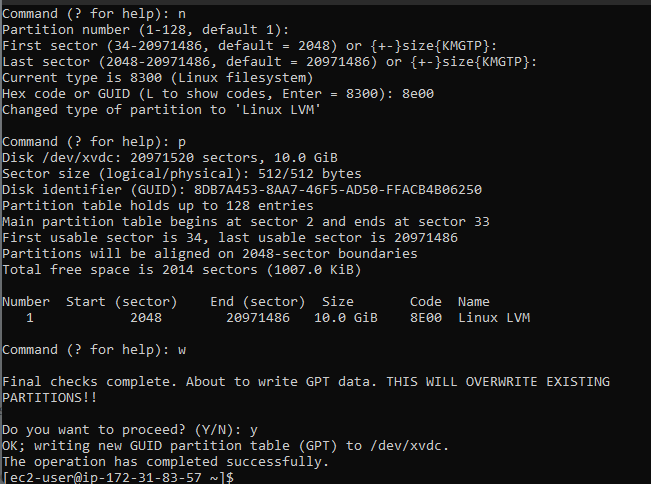 Command (? for help): n
Partition number (1-128, default 1):
First sector (34-20971486, default = 2048) or {+-}size{KMGTP}:
Last sector (2048-20971486, default = 20971486) or {+-}size{KMGTP}:
Current type is 8300 (Linux filesystem)
Hex code or GUID (L to show codes, Enter = 8300): 8e00
Changed type of partition to 'Linux LVM'
Command (? for help): p
Disk /dev/xvdc: 20971520 sectors, 10.0 GiB
Sector size (logical/physical): 512/512 bytes
Disk identifier (GUID): 8DB7A453-8AA7-46F5-AD50-FFACB4B06250
Partition table holds up to 128 entries
Main partition table begins at sector 2 and ends at sector 33
First usable sector is 34, last usable sector is 20971486
Partitions will be aligned on 2048-sector boundaries
Total free space is 2014 sectors (1007.0 KiB)
Number  Start (sector)    End (sector)  Size       Code  Name
   1            2048        20971486   10.0 GiB    8E00  Linux LVM
Command (? for help): w
Final checks complete. About to write GPT data. THIS WILL OVERWRITE EXISTING
PARTITIONS!!
Do you want to proceed? (Y/N): y
OK; writing new GUID partition table (GPT) to /dev/xvdc.
The operation has completed successfully.
[ec2-user@ip-172-31-83-57 ~]$